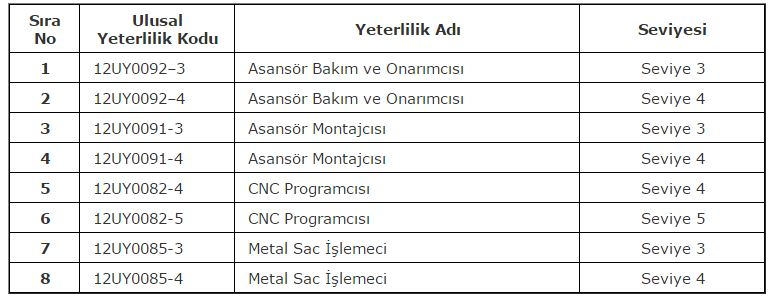 Sıra No Ulusal Yeterlilik Kodu Yeterlilik Adı Seviyesi
1 12UY0092–3 Asansör Bakım ve Onarımcısı Seviye 3
2 12UY0092–4 Asansör Bakım ve Onarımcısı Seviye 4
3 12UY0091-3 Asansör Montajcısı Seviye 3
4 12UY0091-4 Asansör Montajcısı Seviye 4
5 12UY0082-4 CNC Programcısı Seviye 4
6 12UY0082-5 CNC Programcısı Seviye 5
7 12UY0085-3 Metal Sac İşlemeci Seviye 3
8 12UY0085-4 Metal Sac İşlemeci Seviye 4